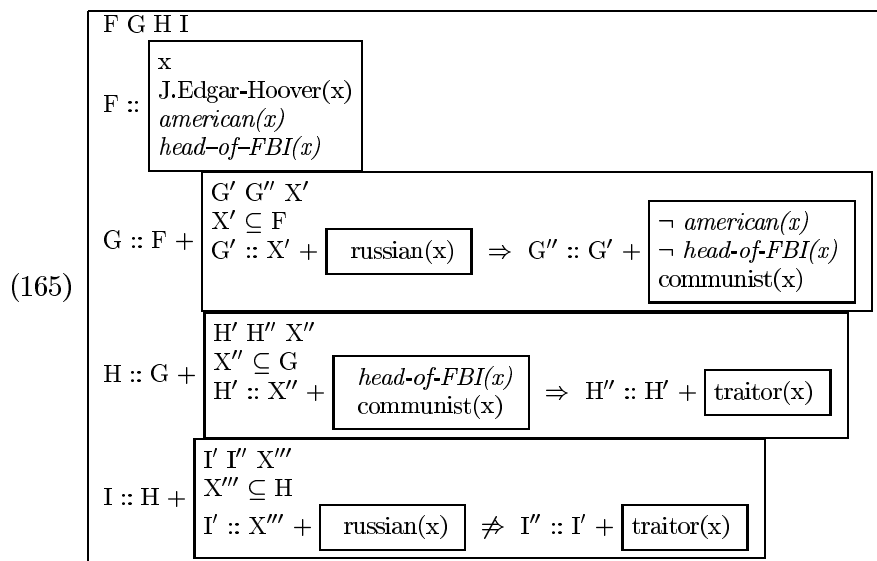 F G H I
F ::
x
J.Edgar-Hoover(x)
american(x)
head–of–FBI(x)
G′ G″ X′
X′ ⊆ F
G :: F + G′ :: X′ + russian(x) ⇒ G″ :: G′ +
¬ american(x)
¬ head-of-FBI(x)
communist(x)
(165)
H′ H″ X″
X″ ⊆ G
H :: G + H′ :: X″ +
head-of-FBI(x)
communist(x)
⇒ H″ :: H′ + traitor(x)
I′ I″ X‴
X‴ ⊆ H
I :: H + I′ :: X‴ + russian(x) ⇏ I″ :: I′ + traitor(x)